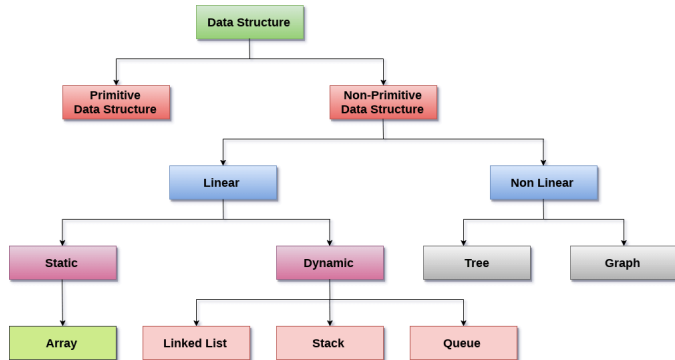 Data Structure
Primitive
Data Structure
Non-Primitive
Data Structure
Linear
Non Linear
Static
Dynamic
Tree
Graph
Array
Linked List
Stack
Queue